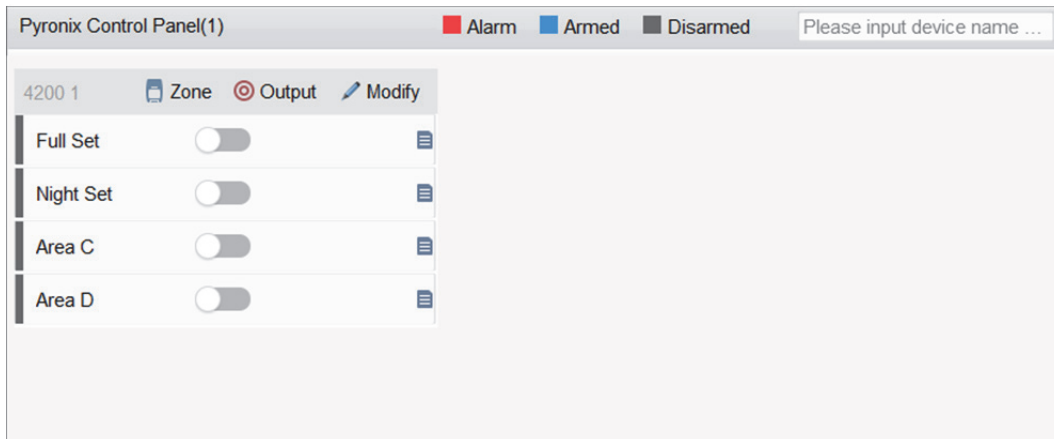 Pyronix Control Panel(1) Alarm Armed Disarmed Please input device name ...
4200 1 Zone Output Modify
Full Set
Night Set
Area C
Area D